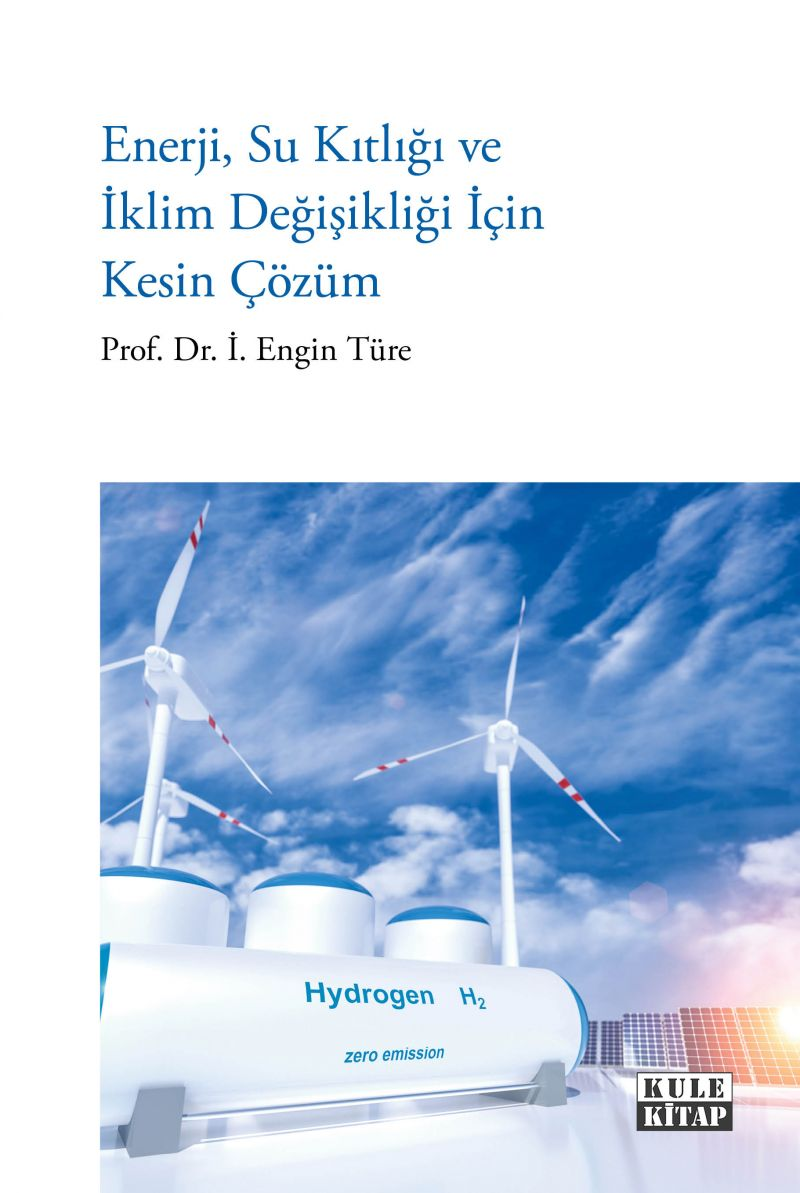 Enerji, Su Kıtlığı ve
İklim Değişikliği İçin
Kesin Çözüm
Prof. Dr. İ. Engin Türe
Hydrogen H₂
zero emission
KULE
KİTAP